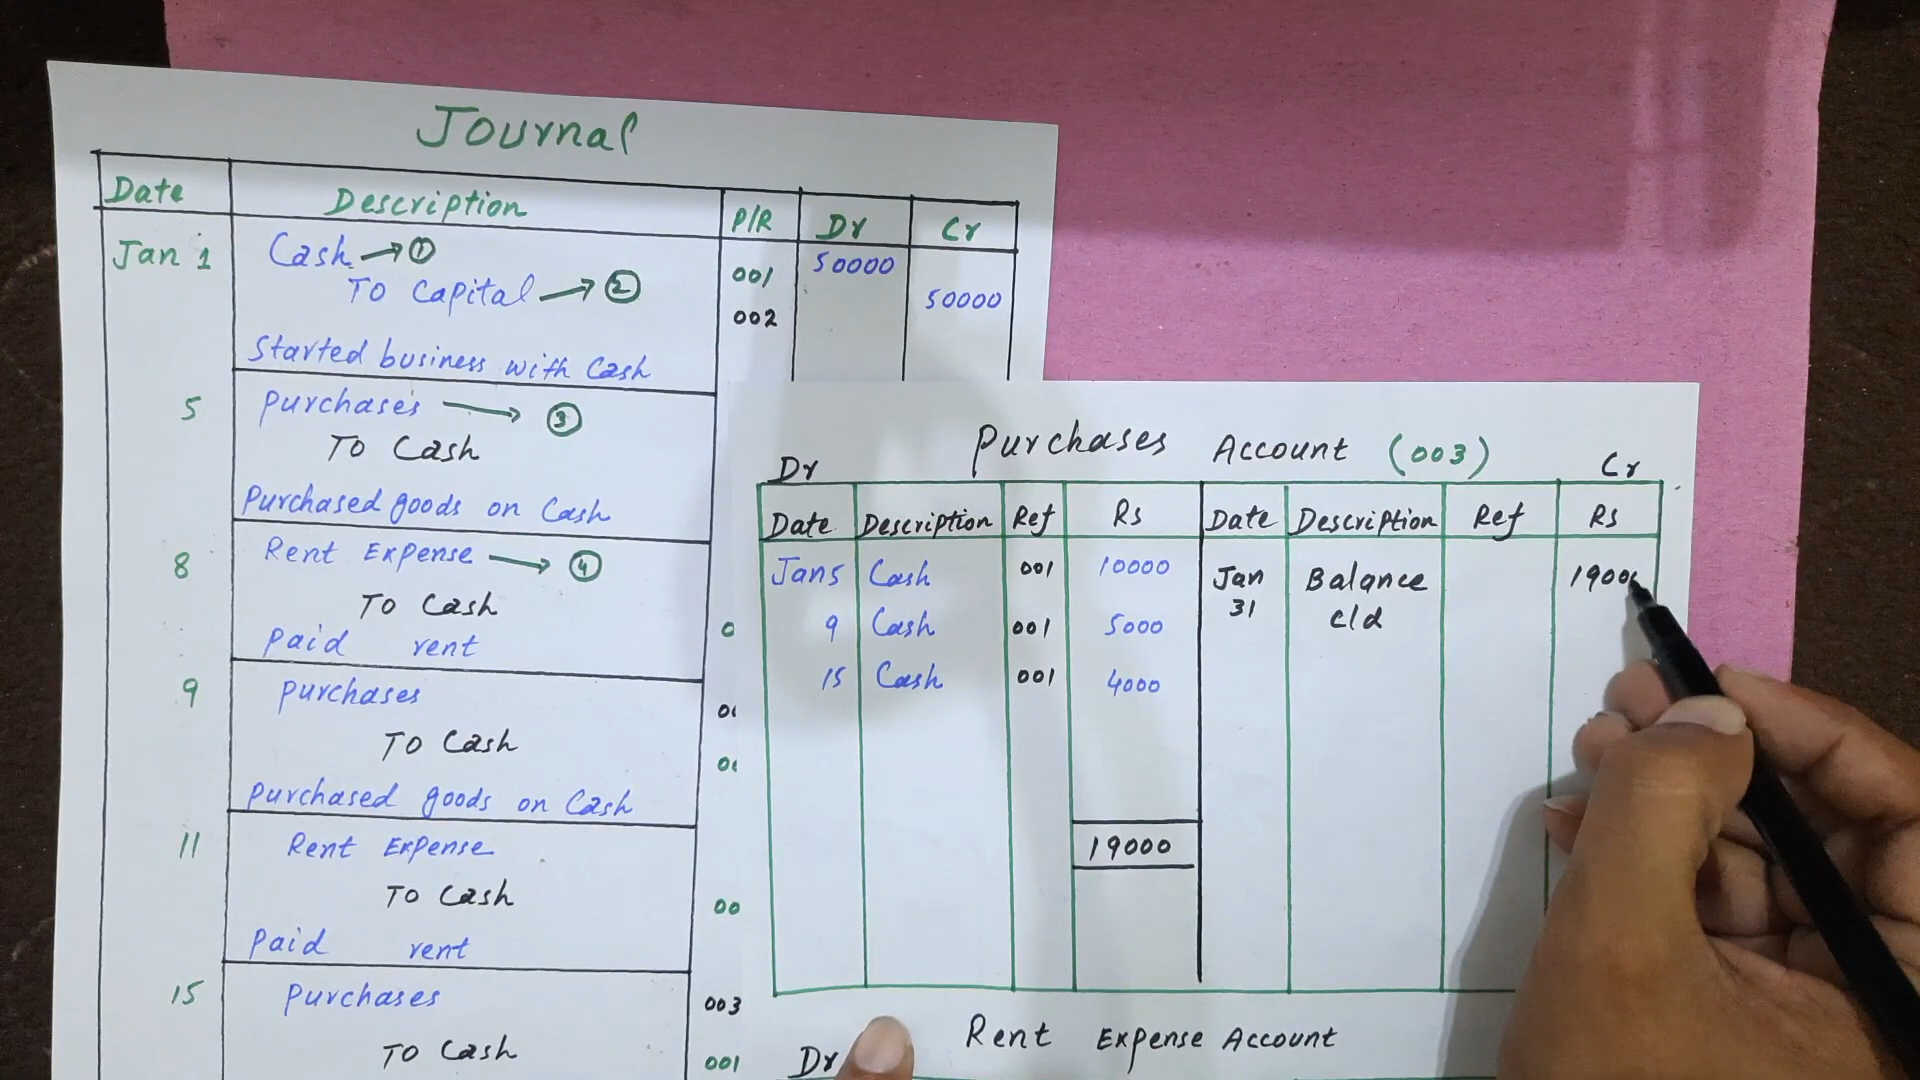 Journal
Date Description P/R Dr Cr
Jan 1 Cash → ① 001 50000
To Capital → ② 002 50000
Started business with Cash
5 Purchases → ③
To Cash
Purchased goods on Cash
8 Rent Expense → ④
To Cash
Paid rent
9 Purchases
To Cash
Purchased goods on Cash
11 Rent Expense
To Cash
Paid rent
15 Purchases 003
To Cash 001
Purchases Account (003)
Dr Cr
Date Description Ref Rs Date Description Ref Rs
Jan 5 Cash 001 10000 Jan 31 Balance c/d 19000
9 Cash 001 5000
15 Cash 001 4000
19000
Rent Expense Account
Dr